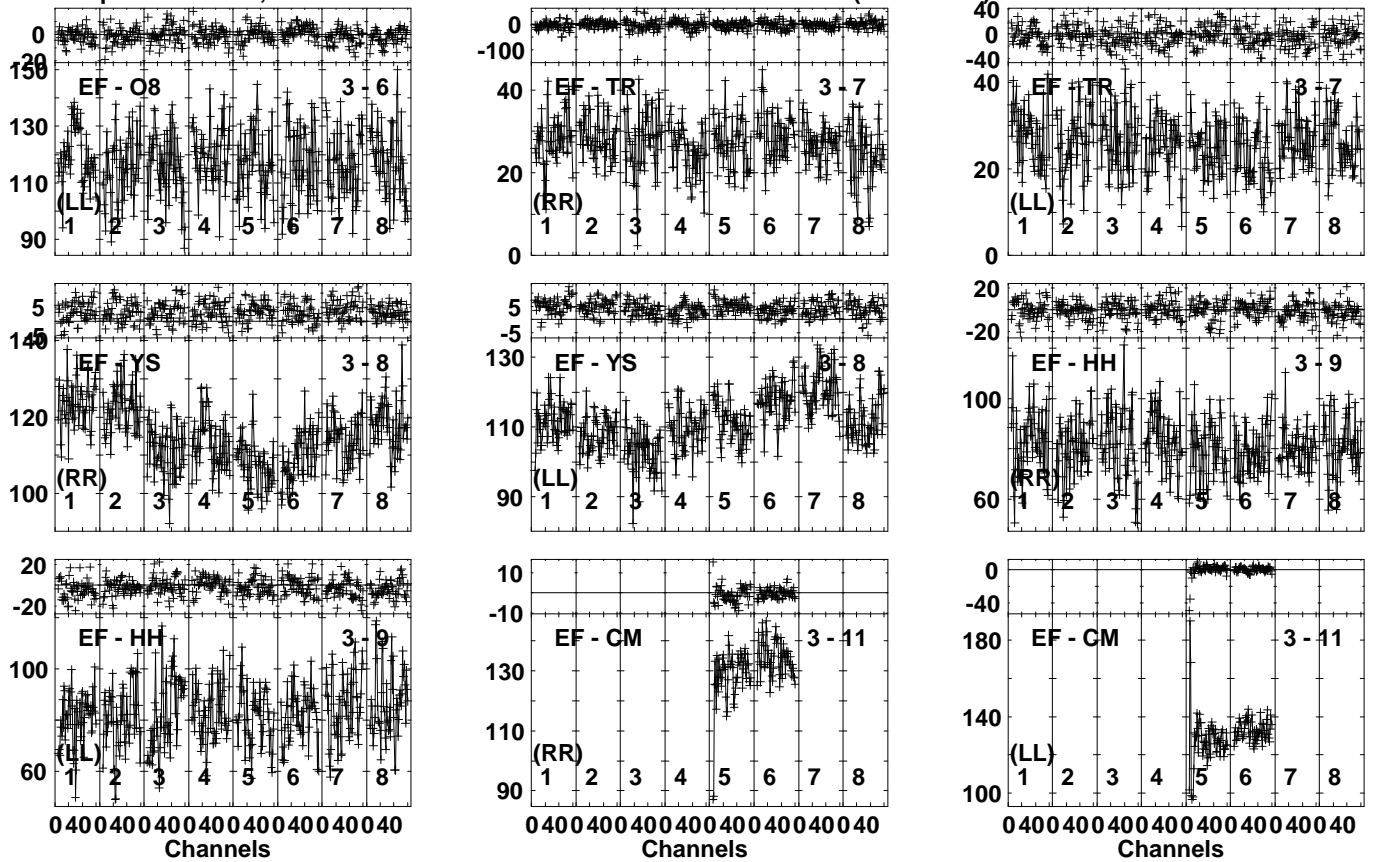 0
-20
150
130
110
90
EF - O8 3 - 6
(LL)
1 2 3 4 5 6 7 8
0
-100
40
20
0
EF - TR 3 - 7
(RR)
1 2 3 4 5 6 7 8
40
0
-40
40
20
0
EF - TR 3 - 7
(LL)
1 2 3 4 5 6 7 8
5
-5
140
120
100
EF - YS 3 - 8
(RR)
1 2 3 4 5 6 7 8
5
-5
130
110
90
EF - YS 3 - 8
(LL)
1 2 3 4 5 6 7 8
20
-20
100
60
EF - HH 3 - 9
(RR)
1 2 3 4 5 6 7 8
20
-20
100
60
EF - HH 3 - 9
(LL)
1 2 3 4 5 6 7 8
0 40 0 40 0 40 0 40 0 40 0 40 0 40 0 40
Channels
10
-10
130
110
90
EF - CM 3 - 11
(RR)
1 2 3 4 5 6 7 8
0 40 0 40 0 40 0 40 0 40 0 40 0 40 0 40
Channels
0
-40
180
140
100
EF - CM 3 - 11
(LL)
1 2 3 4 5 6 7 8
0 40 0 40 0 40 0 40 0 40 0 40 0 40 0 40
Channels